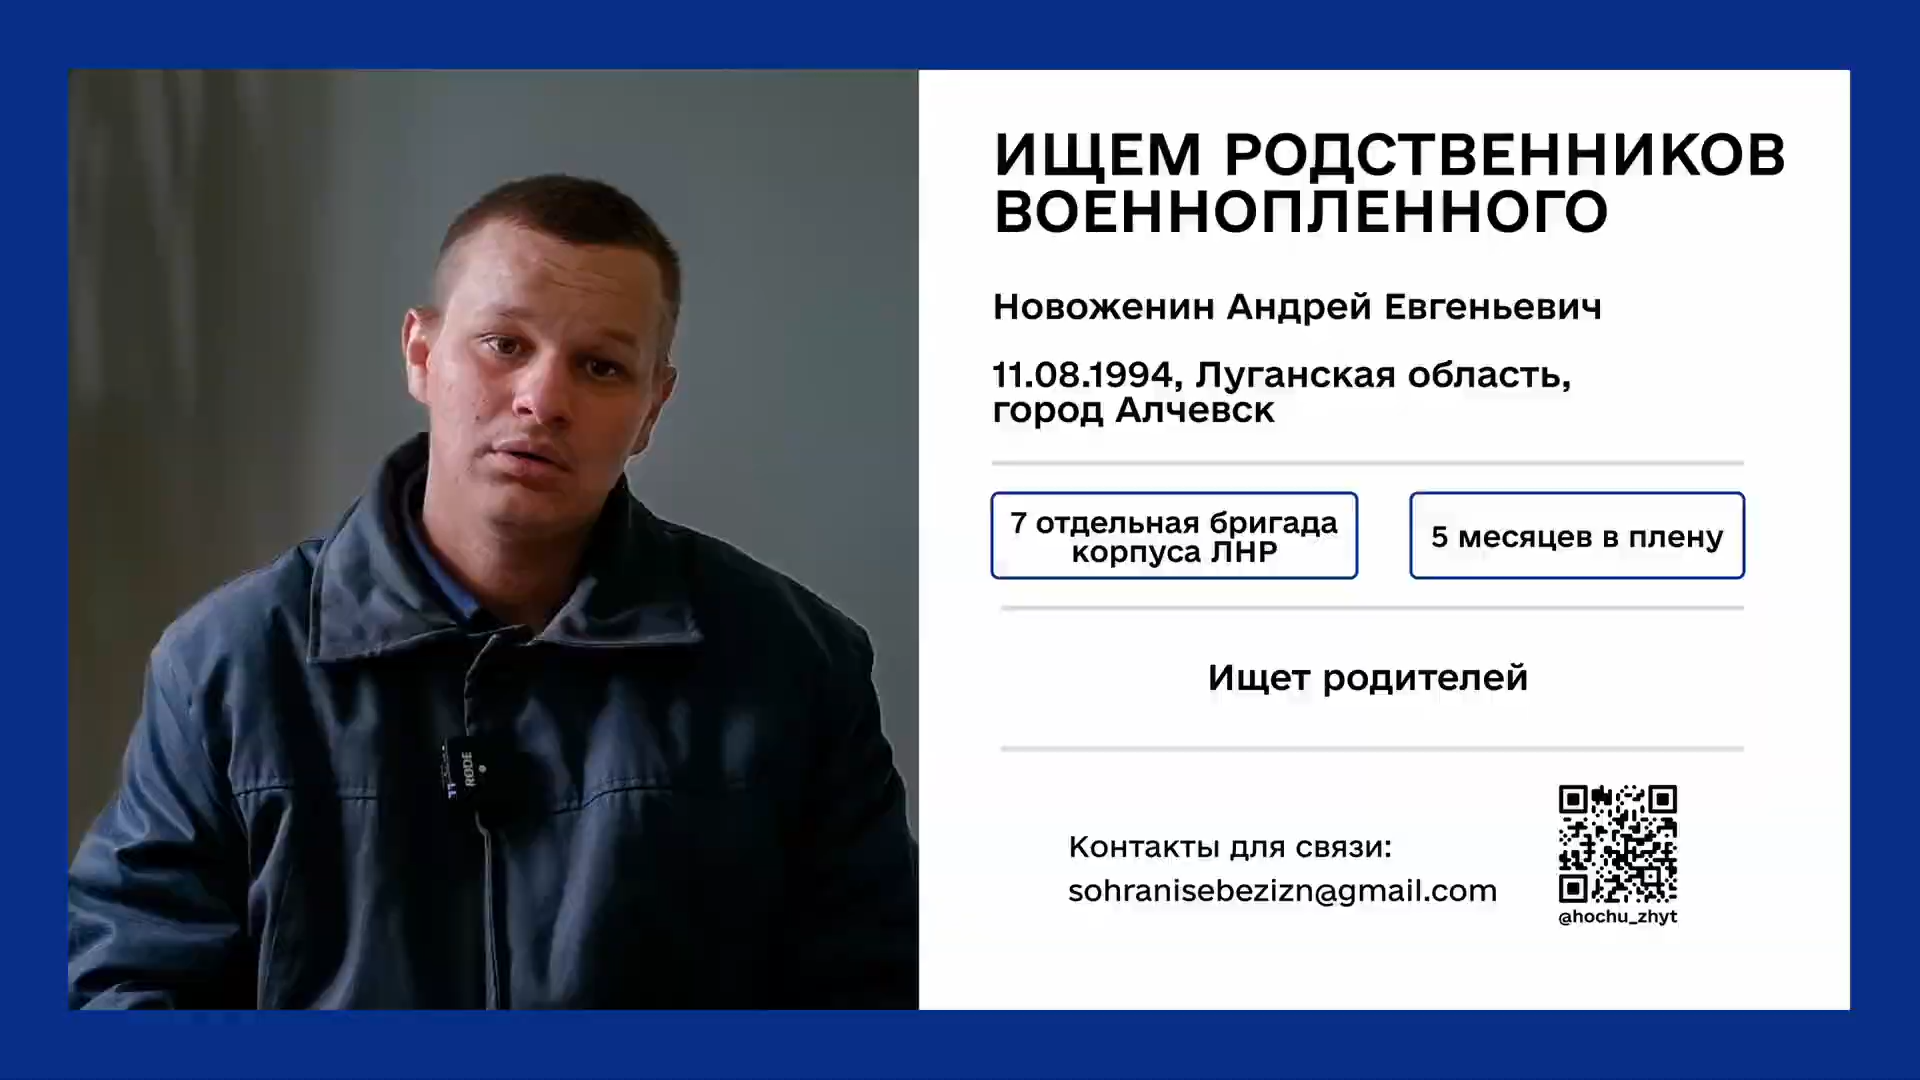 ИЩЕМ РОДСТВЕННИКОВ
ВОЕННОПЛЕННОГО
Новоженин Андрей Евгеньевич
11.08.1994, Луганская область,
город Алчевск
7 отдельная бригада
корпуса ЛНР
5 месяцев в плену
Ищет родителей
Контакты для связи:
sohranisebezizn@gmail.com
@hochu_zhyt
RØDE